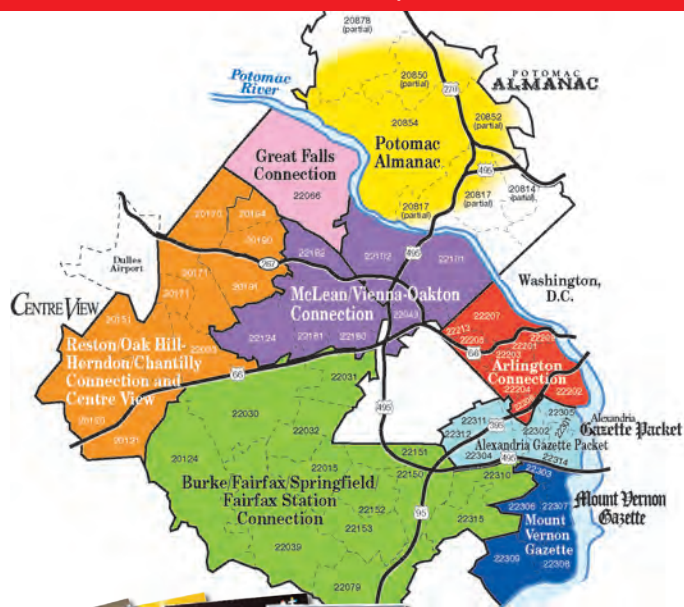 20878
(partial)
Potomac
River
20850
(partial)
POTOMAC
ALMANAC
270
20852
(partial)
20854
Potomac
Almanac
Great Falls
Connection
22066
495
20817
(partial)
20814
(partial)
20817
(partial)
20170
20194
20190
Dulles
Airport
267
22182
22102
22101
495
20171
20171
20191
McLean/Vienna-Oakton
Connection
22043
Washington,
D.C.
CENTRE VIEW
20151
22124
22181
22180
22207
22213
22205
22201
22209
22203
66
Reston/Oak Hill-
Herndon/Chantilly
Connection and
Centre View
22033
66
22031
Arlington
Connection
22204
22202
22206
20120
20121
22030
22032
495
22311
395
22312
22302
22305
22301
Alexandria
Gazette Packet
Alexandria Gazette Packet
22304
495
22314
20124
22015
22151
22150
22310
22303
Burke/Fairfax/Springfield/
Fairfax Station
Connection
22152
22153
95
22315
22306
22307
Mount
Vernon
Gazette
Mount Vernon
Gazette
22039
22309
22308
22079